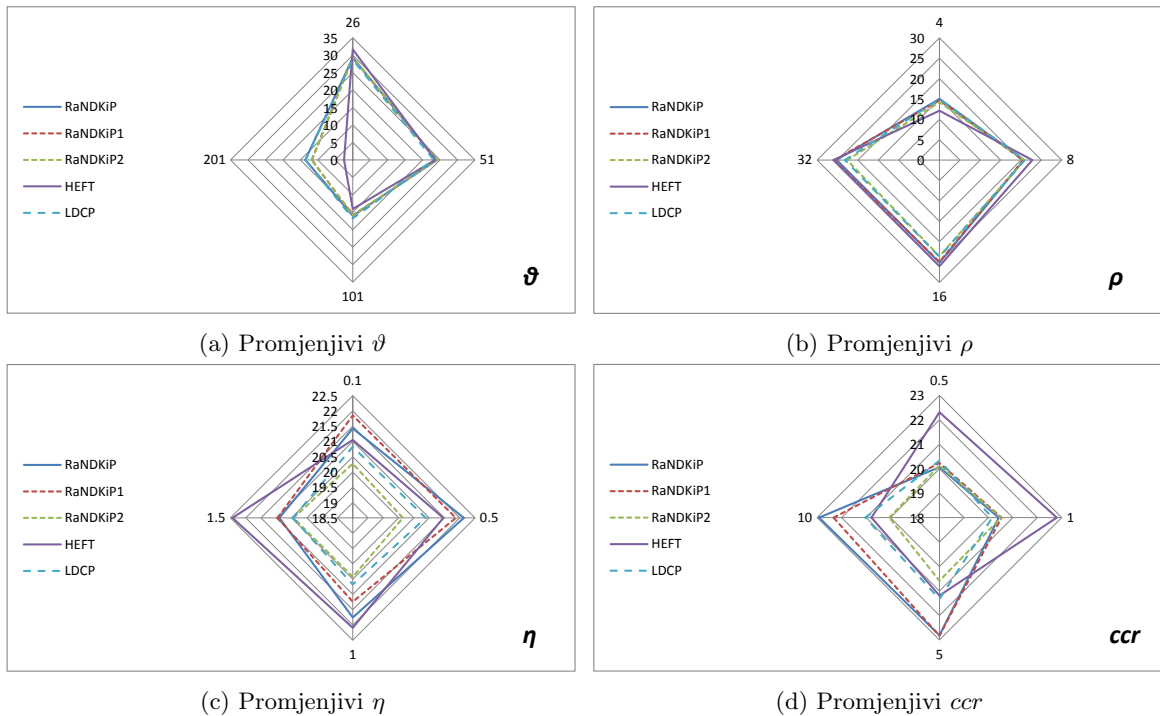 26
35
30
25
20
15
10
5
0
RaNDKiP
RaNDKiP1
RaNDKiP2
HEFT
LDCP
201
51
101
ϑ
(a) Promjenjivi ϑ
4
30
25
20
15
10
5
0
RaNDKiP
RaNDKiP1
RaNDKiP2
HEFT
LDCP
32
8
16
ρ
(b) Promjenjivi ρ
0.1
22.5
22
21.5
21
20.5
20
19.5
19
18.5
RaNDKiP
RaNDKiP1
RaNDKiP2
HEFT
LDCP
1.5
0.5
1
η
(c) Promjenjivi η
0.5
23
22
21
20
19
18
RaNDKiP
RaNDKiP1
RaNDKiP2
HEFT
LDCP
10
1
5
ccr
(d) Promjenjivi ccr